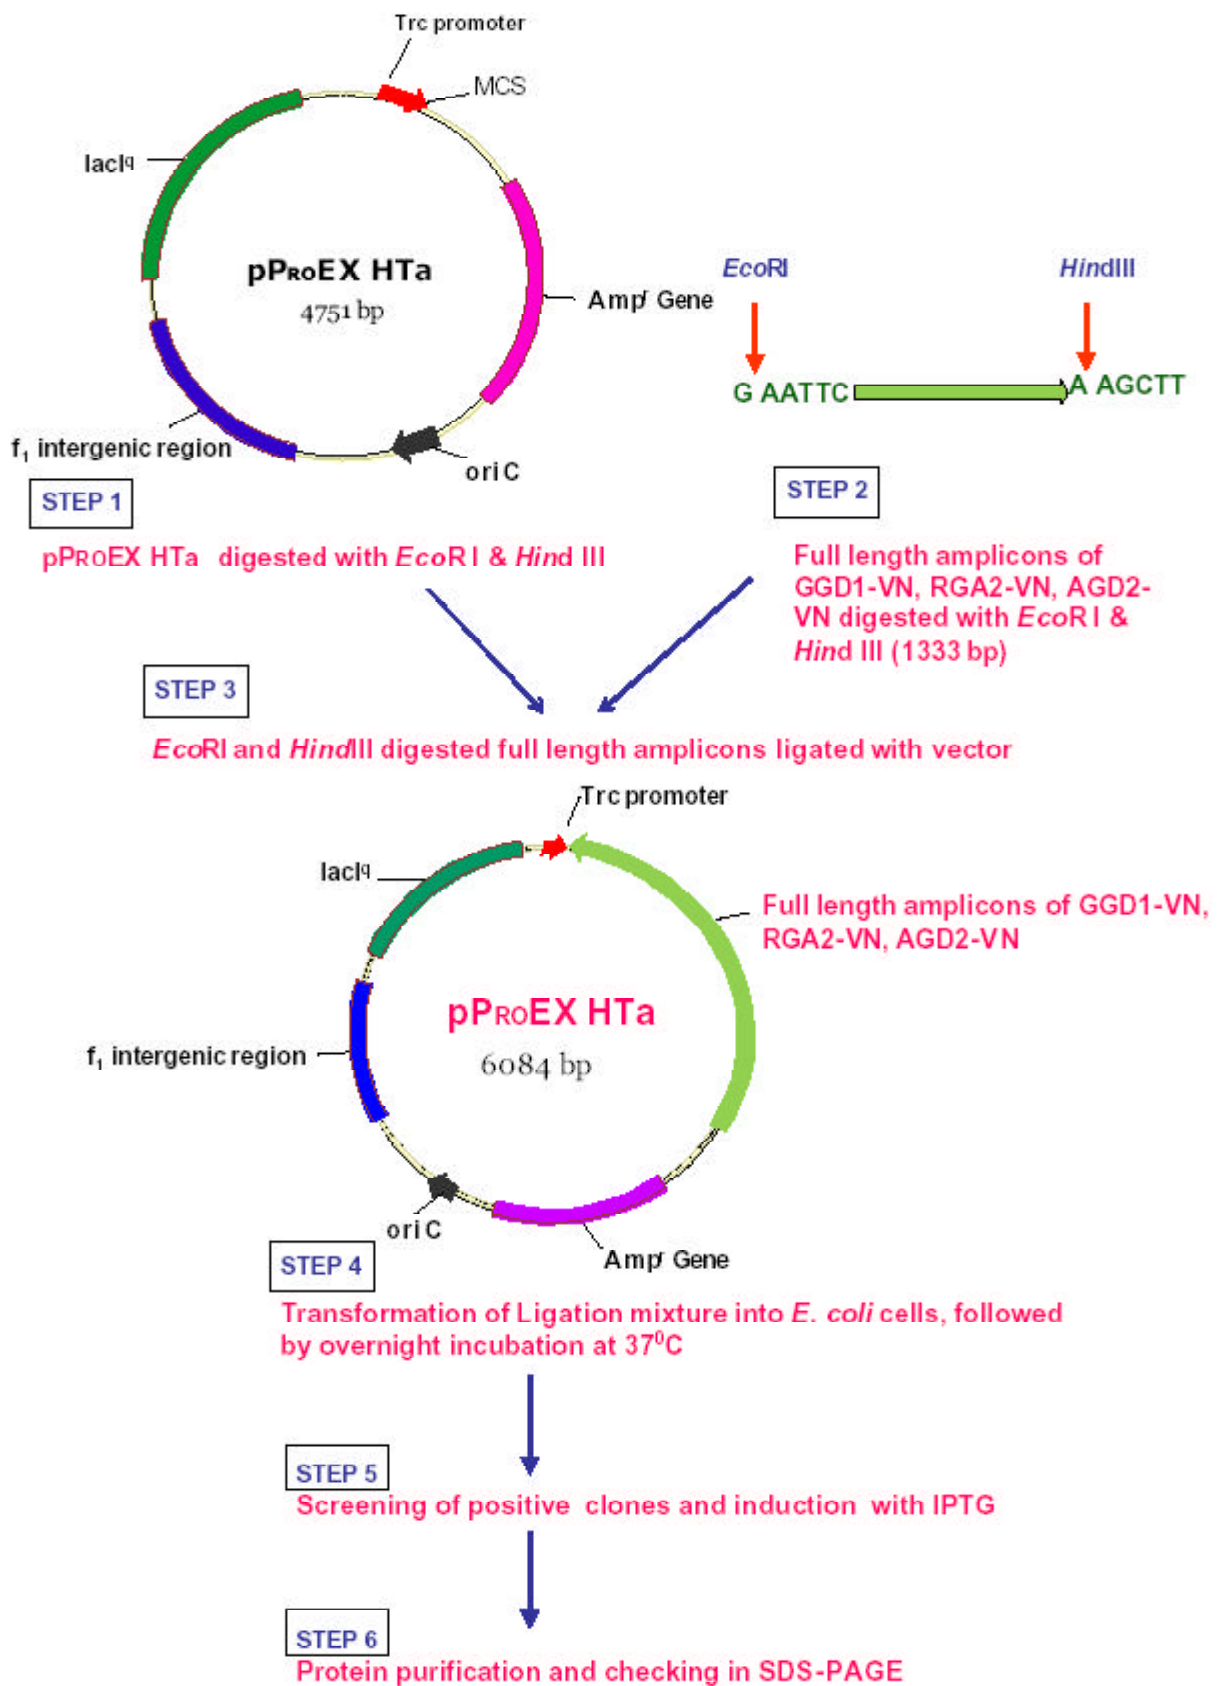 Trc promoter
MCS
lacIq
pPROEX HTa
4751 bp
Ampr Gene
f1 intergenic region
ori C
EcoRI
HindIII
G AATTC
A AGCTT
STEP 1
pPROEX HTa digested with EcoR I & Hind III
STEP 2
Full length amplicons of
GGD1-VN, RGA2-VN, AGD2-
VN digested with EcoR I &
Hind III (1333 bp)
STEP 3
EcoRI and HindIII digested full length amplicons ligated with vector
Trc promoter
lacIq
Full length amplicons of GGD1-VN,
RGA2-VN, AGD2-VN
pPROEX HTa
6084 bp
f1 intergenic region
ori C
Ampr Gene
STEP 4
Transformation of Ligation mixture into E. coli cells, followed
by overnight incubation at 37⁰C
STEP 5
Screening of positive clones and induction with IPTG
STEP 6
Protein purification and checking in SDS-PAGE